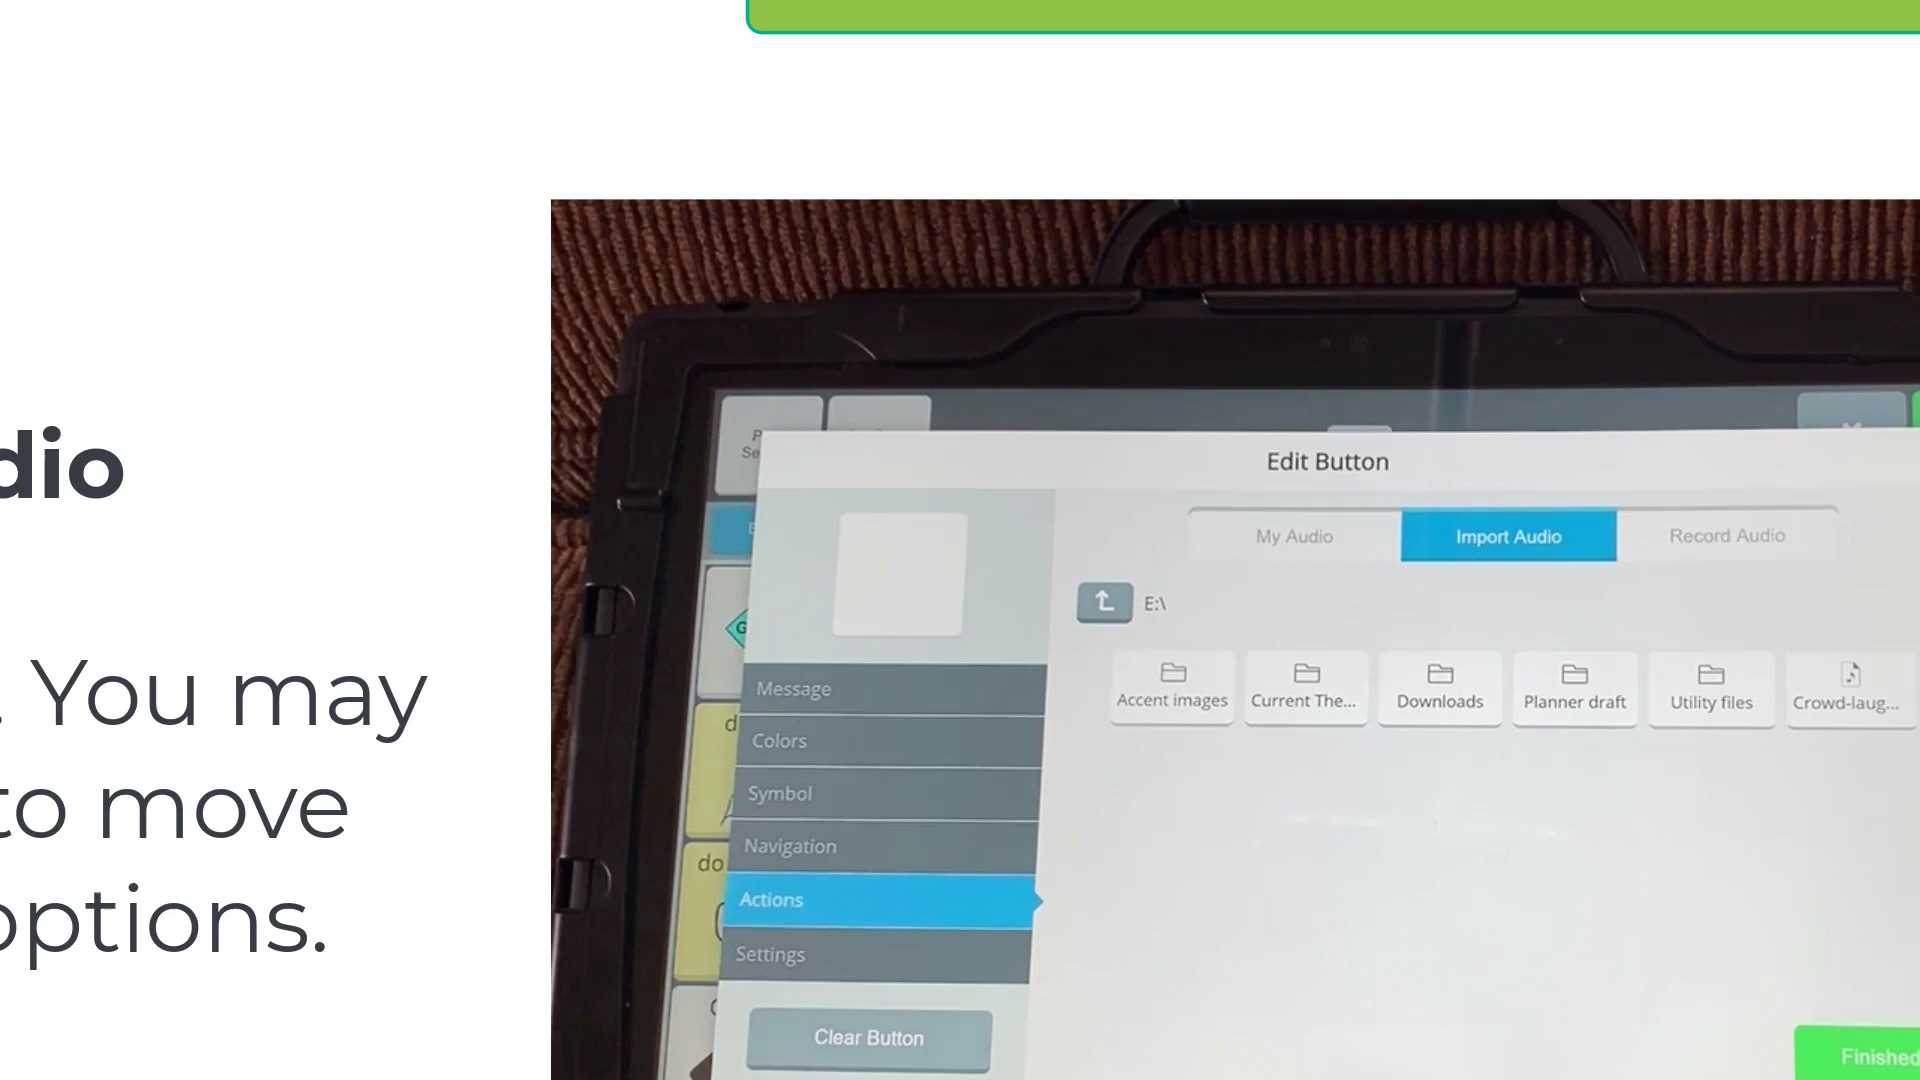 dio
. You may
to move
options.
Edit Button
My Audio
Import Audio
Record Audio
E:\
Accent images
Current The...
Downloads
Planner draft
Utility files
Crowd-laug...
Message
Colors
Symbol
Navigation
Actions
Settings
do
Clear Button
Finished